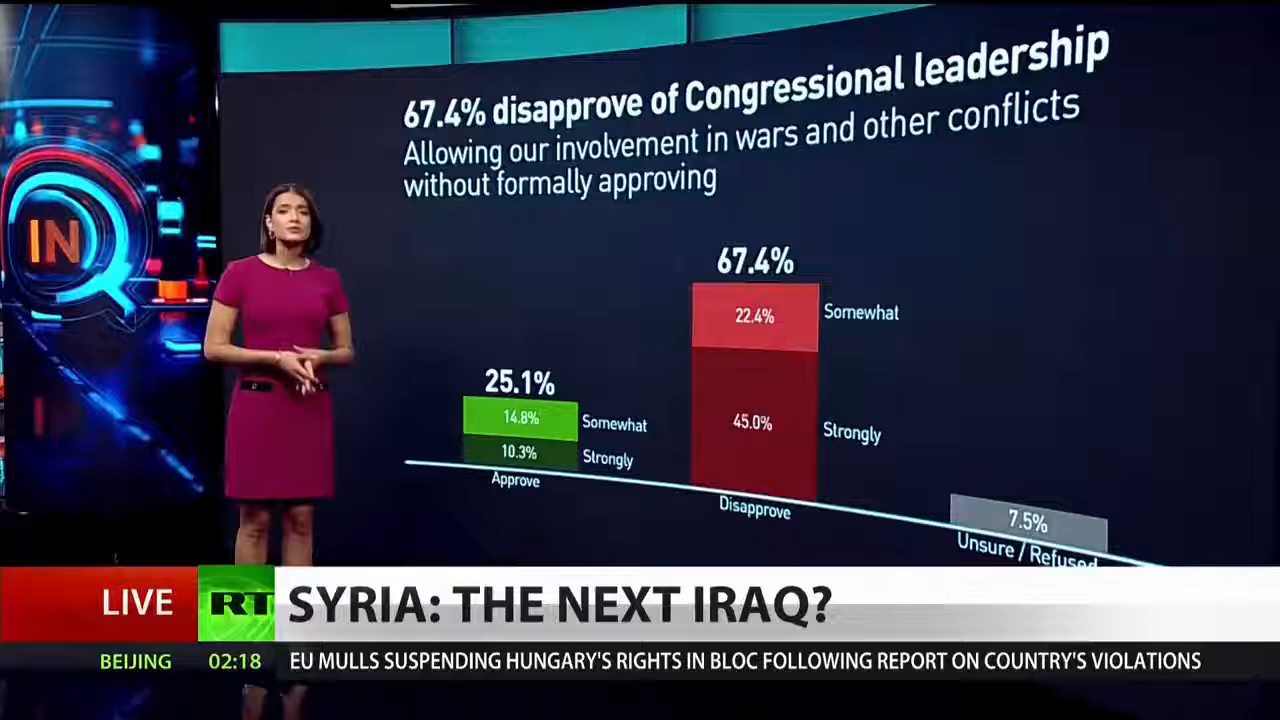 67.4% disapprove of Congressional leadership
Allowing our involvement in wars and other conflicts
without formally approving
IN
67.4%
22.4%
Somewhat
25.1%
14.8%
Somewhat
45.0%
Strongly
10.3%
Strongly
Approve
Disapprove
7.5%
Unsure / Refused
LIVE
RT
SYRIA: THE NEXT IRAQ?
BEIJING
02:18
EU MULLS SUSPENDING HUNGARY'S RIGHTS IN BLOC FOLLOWING REPORT ON COUNTRY'S VIOLATIONS